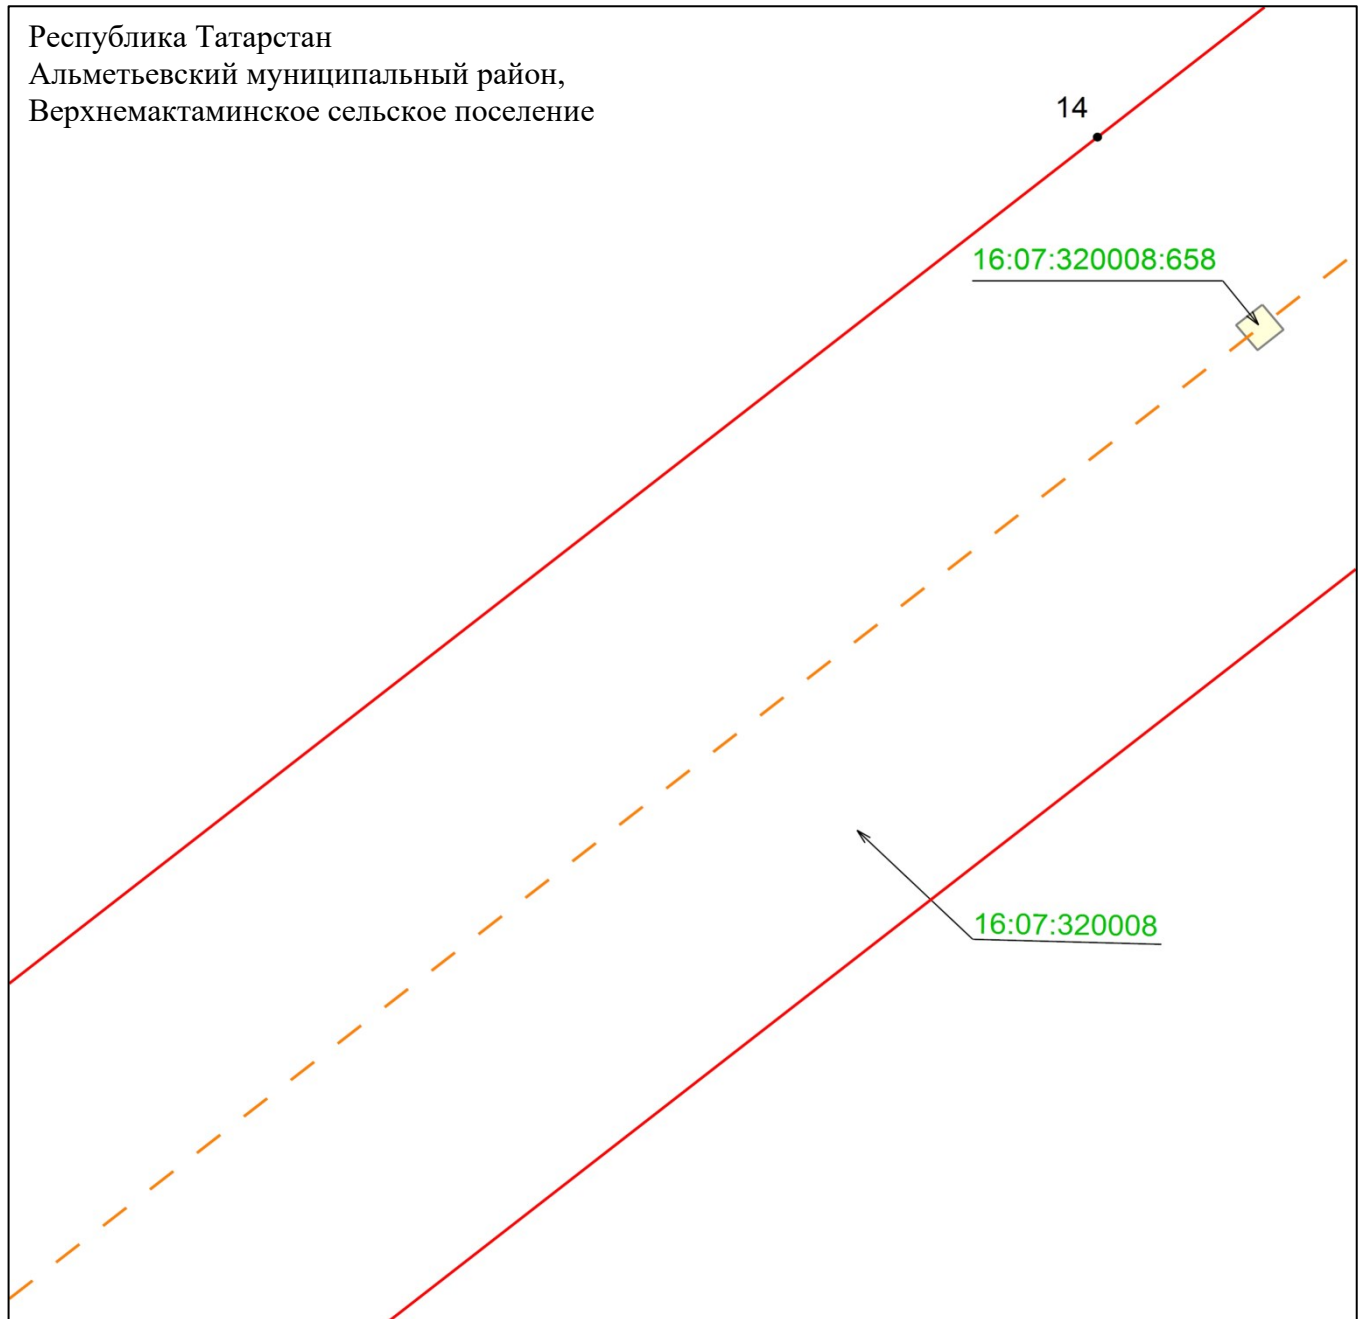 Республика Татарстан
Альметьевский муниципальный район,
Верхнемактаминское сельское поселение
14
16:07:320008:658
16:07:320008